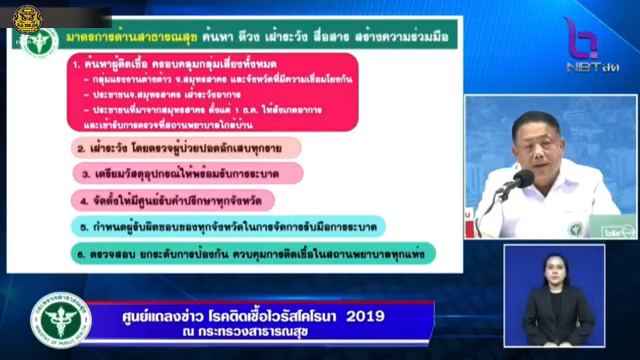 มาตรการด้านสาธารณสุข ค้นหา ตีวง เฝ้าระวัง สื่อสาร สร้างความร่วมมือ
1. ค้นหาผู้ติดเชื้อ ครอบคลุมกลุ่มเสี่ยงทั้งหมด
- กลุ่มแรงงานต่างด้าว จ.สมุทรสาคร และจังหวัดที่มีความเชื่อมโยงกัน
- ประชาชนจ.สมุทรสาคร เฝ้าระวังอาการ
- ประชาชนที่มาจากสมุทรสาคร ตั้งแต่ 1 ธ.ค. ให้สังเกตอาการ
และเข้ารับการตรวจที่สถานพยาบาลใกล้บ้าน
2. เฝ้าระวัง โดยตรวจผู้ป่วยปอดอักเสบทุกราย
3. เตรียมวัสดุอุปกรณ์ให้พร้อมรับการระบาด
4. จัดตั้งให้มีศูนย์รับคำปรึกษาทุกจังหวัด
5. กำหนดผู้รับผิดชอบของทุกจังหวัดในการจัดการรับมือการระบาด
6. ตรวจสอบ ยกระดับการป้องกัน ควบคุมการติดเชื้อในสถานพยาบาลทุกแห่ง
NBTสด
ศูนย์แถลงข่าว โรคติดเชื้อไวรัสโคโรนา 2019
ณ กระทรวงสาธารณสุข
กระทรวงสาธารณสุข
MINISTRY OF PUBLIC HEALTH